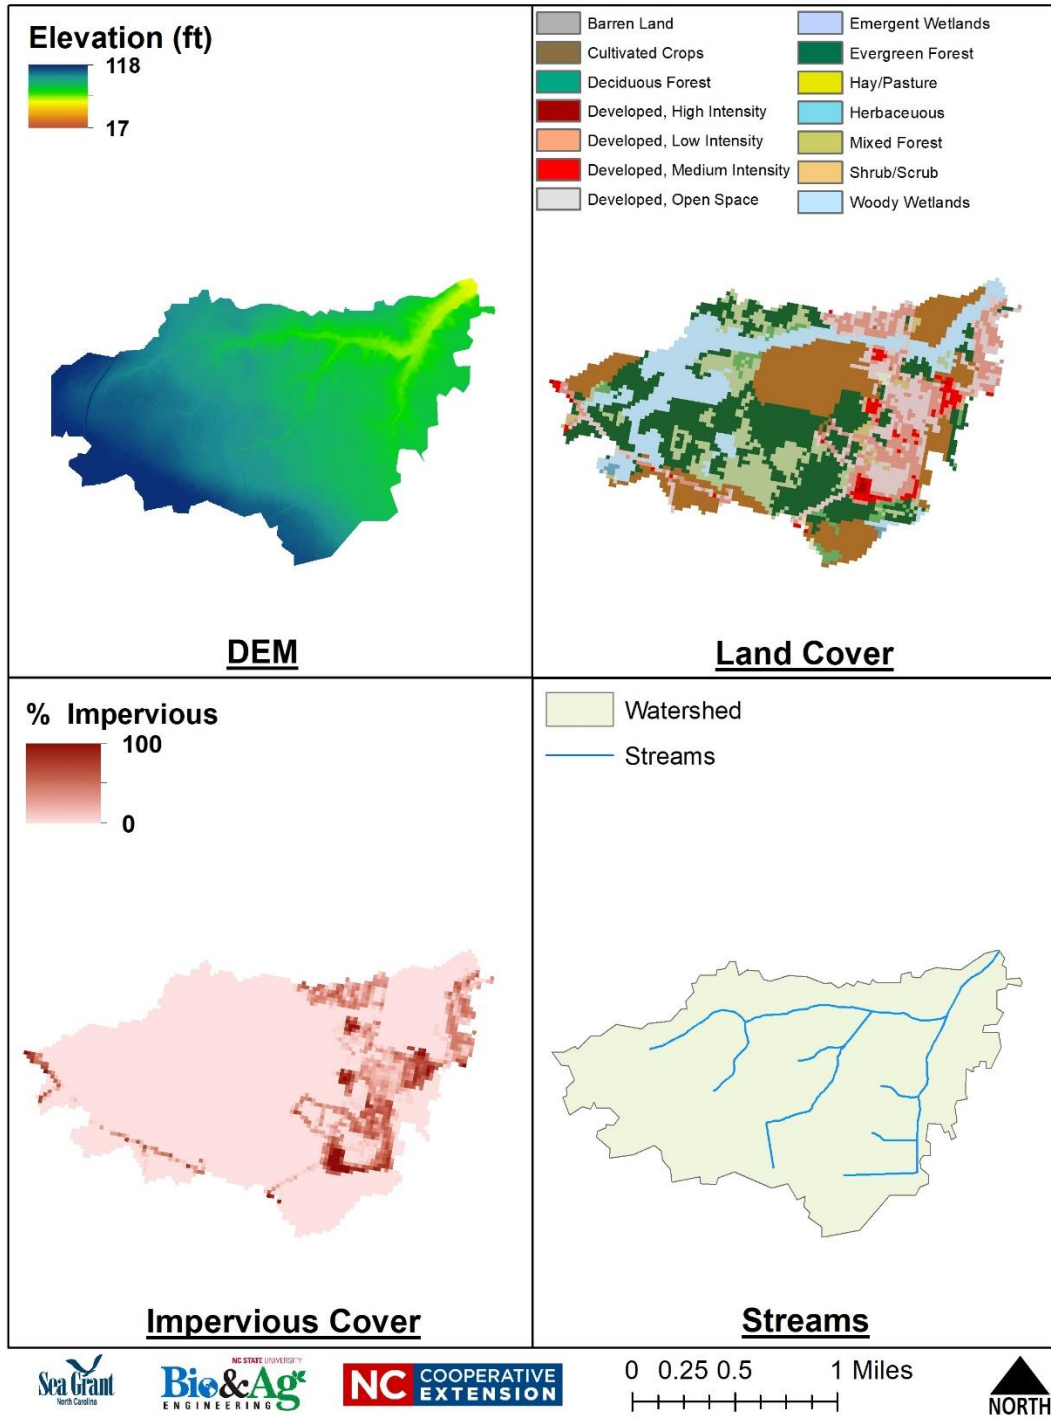 Elevation (ft)
118
17
DEM
Barren Land
Cultivated Crops
Deciduous Forest
Developed, High Intensity
Developed, Low Intensity
Developed, Medium Intensity
Developed, Open Space
Emergent Wetlands
Evergreen Forest
Hay/Pasture
Herbaceuous
Mixed Forest
Shrub/Scrub
Woody Wetlands
Land Cover
% Impervious
100
0
Impervious Cover
Watershed
Streams
Streams
Sea Grant
North Carolina
NC STATE UNIVERSITY
Bio&Ag
ENGINEERING
NC COOPERATIVE
EXTENSION
0 0.25 0.5 1 Miles
NORTH